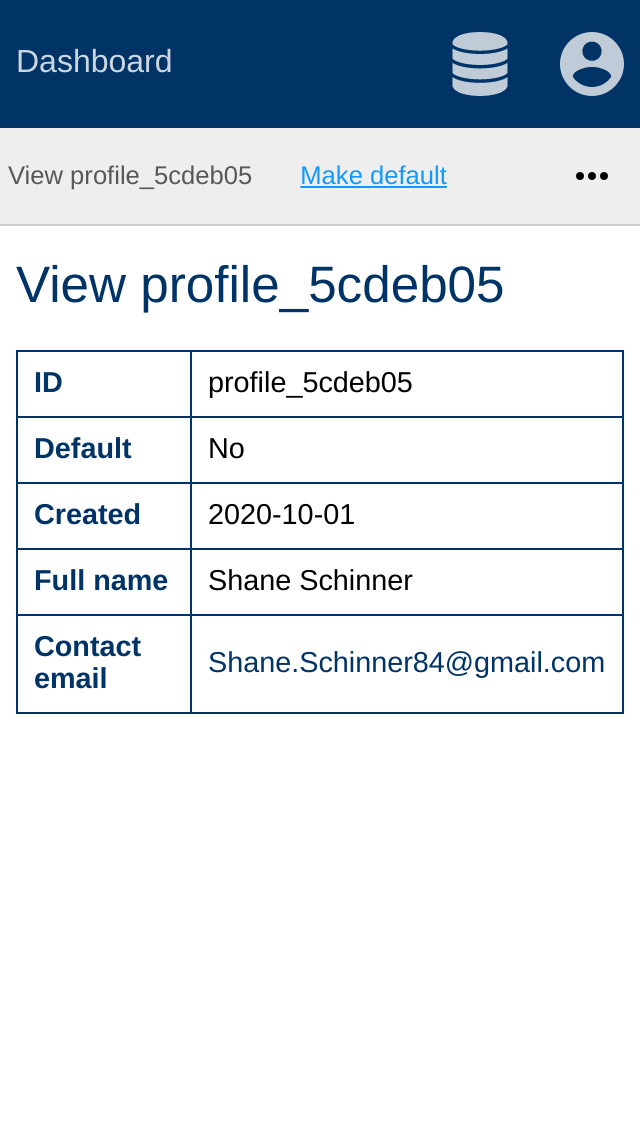 Dashboard
View profile_5cdeb05 Make default
View profile_5cdeb05
ID profile_5cdeb05
Default No
Created 2020-10-01
Full name Shane Schinner
Contact
email
Shane.Schinner84@gmail.com